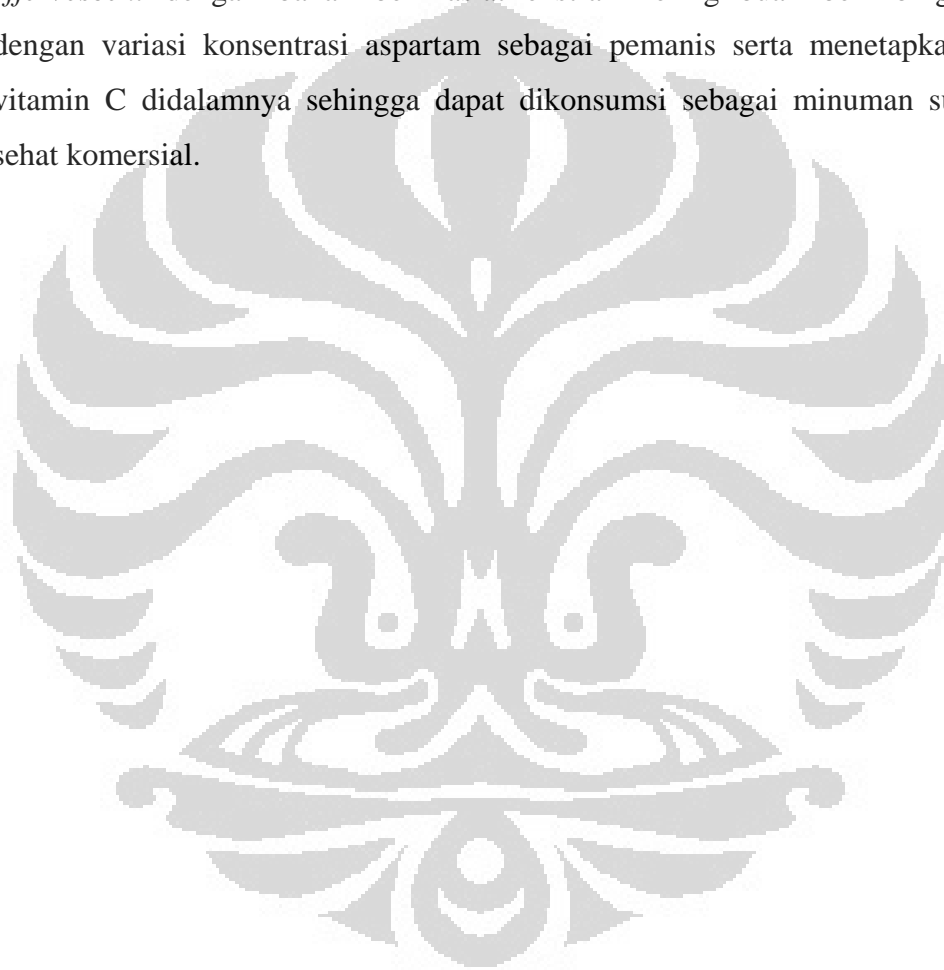 dengan variasi konsentrasi aspartam sebagai pemanis serta menetapka
vitamin C didalamnya sehingga dapat dikonsumsi sebagai minuman su
sehat komersial.